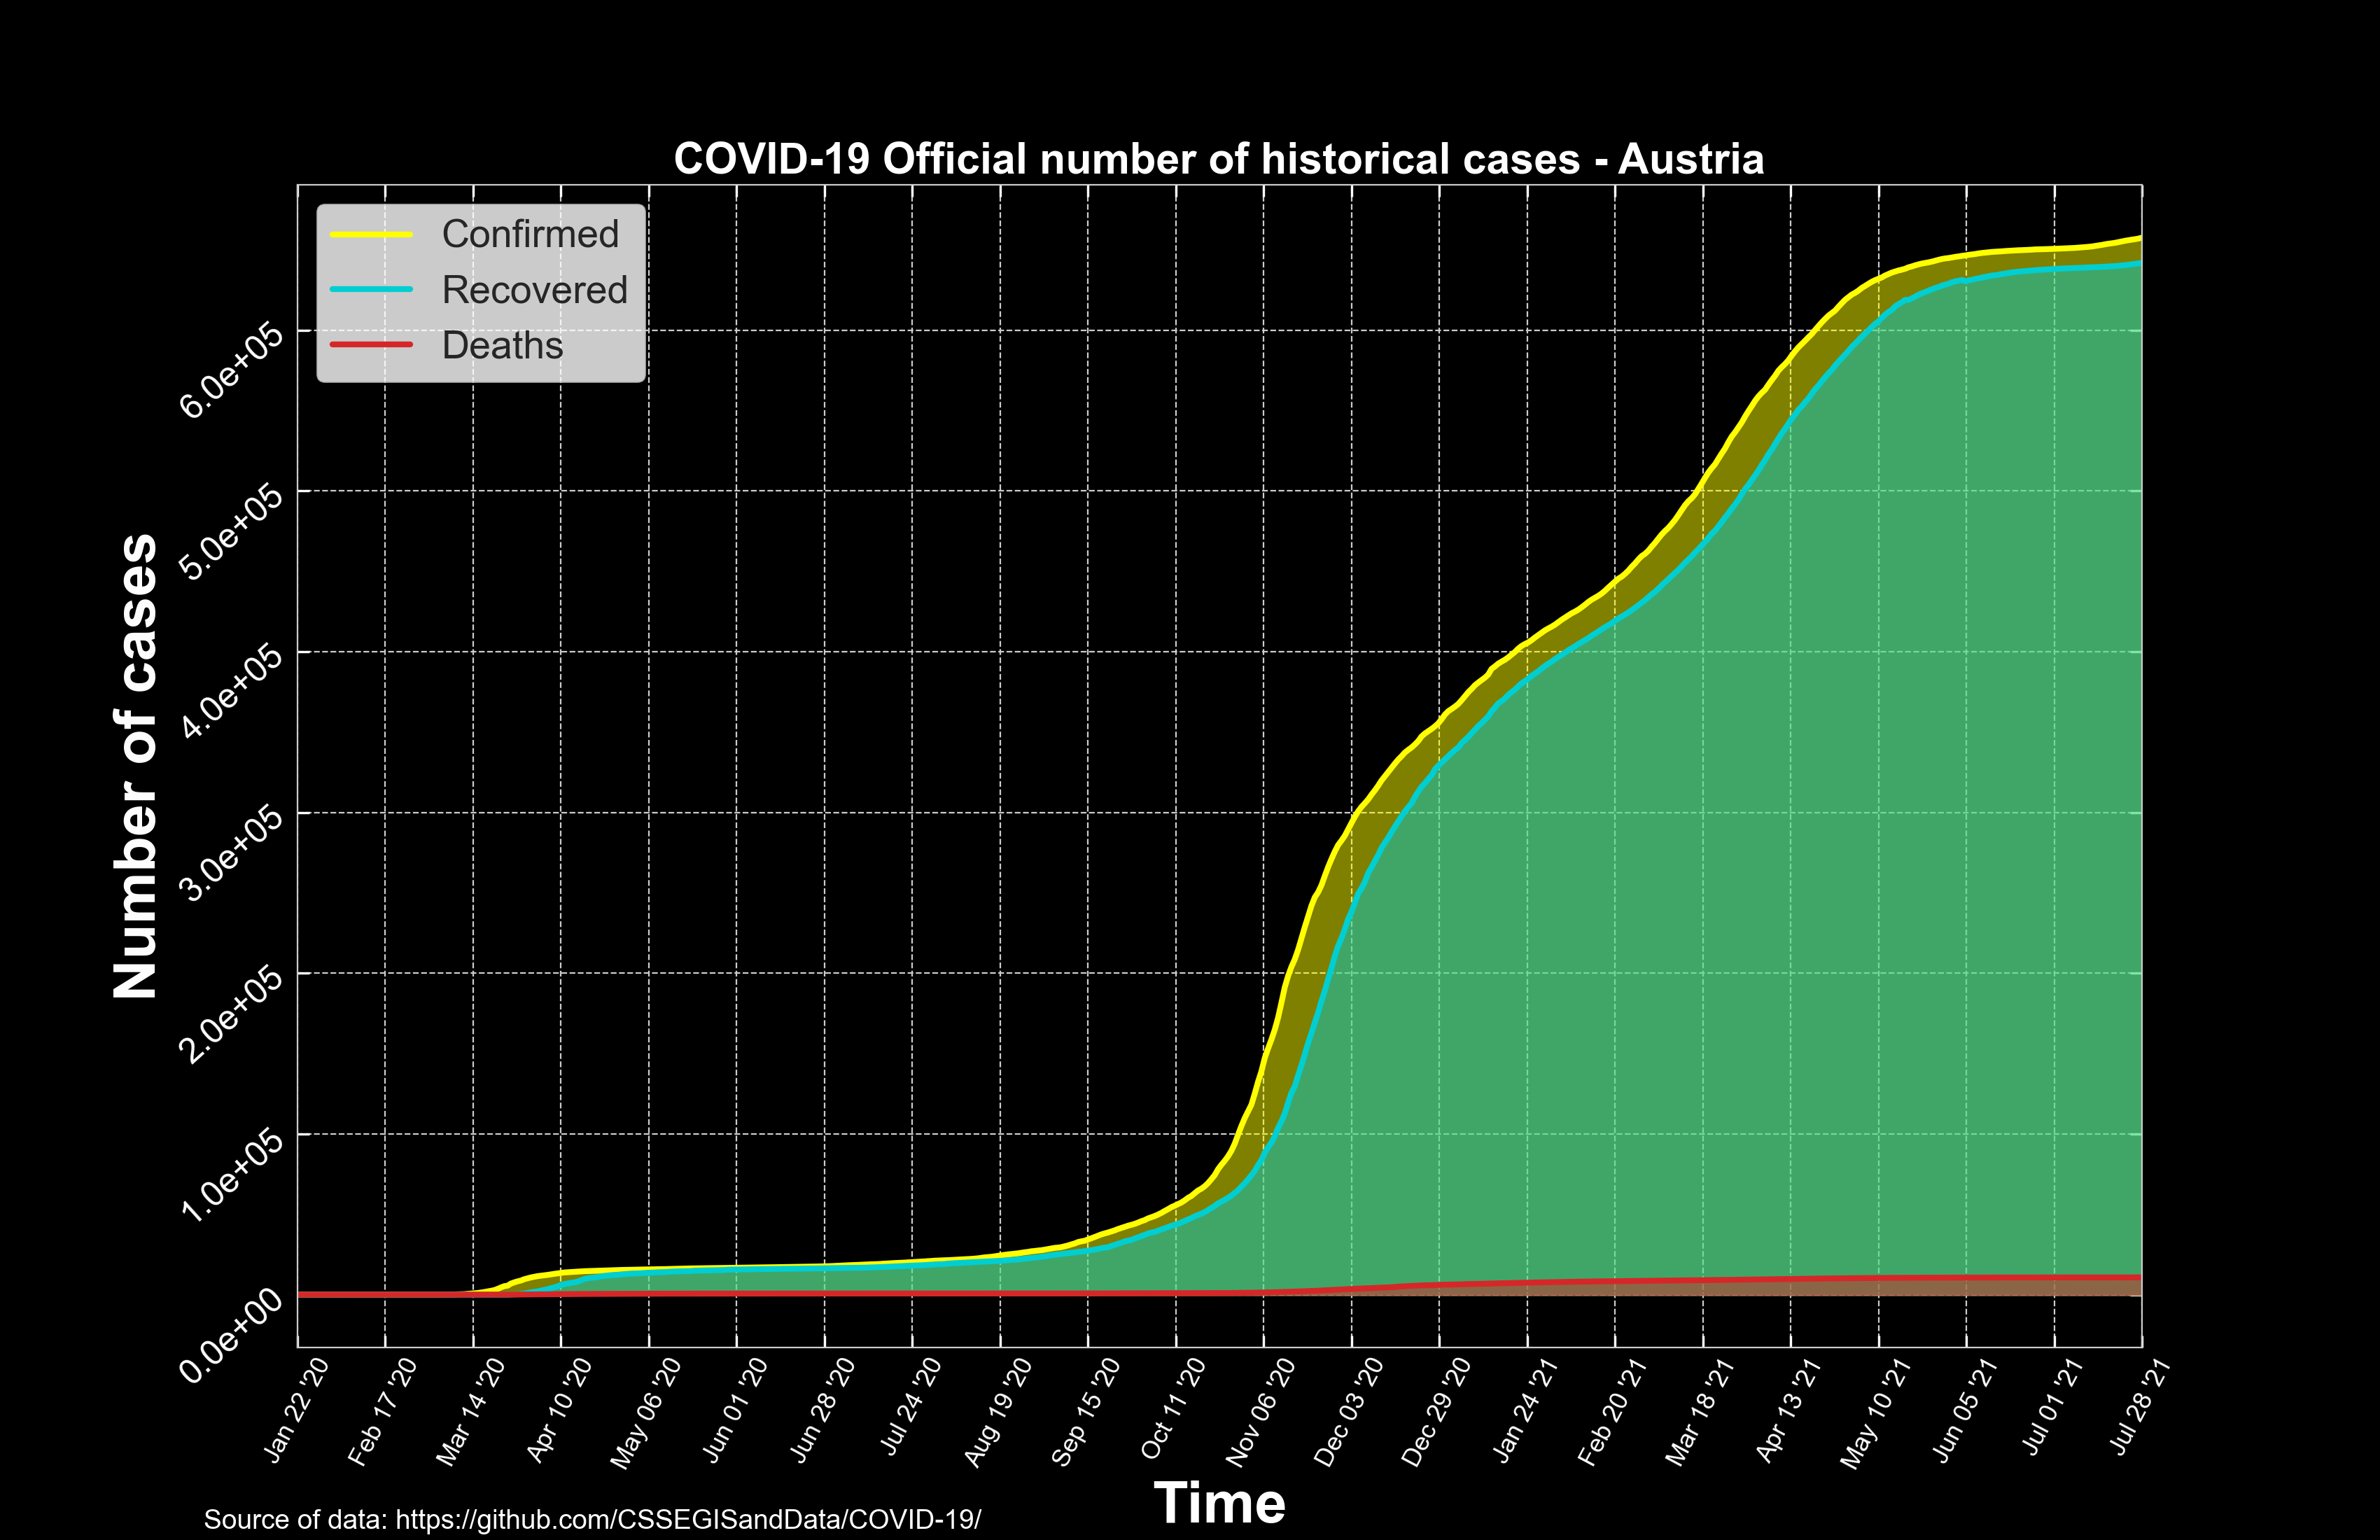 COVID-19 Official number of historical cases - Austria
Confirmed
Recovered
Deaths
Number of cases
6.0e+05
5.0e+05
4.0e+05
3.0e+05
2.0e+05
1.0e+05
0.0e+00
Jan 22 '20
Feb 17 '20
Mar 14 '20
Apr 10 '20
May 06 '20
Jun 01 '20
Jun 28 '20
Jul 24 '20
Aug 19 '20
Sep 15 '20
Oct 11 '20
Nov 06 '20
Dec 03 '20
Dec 29 '20
Jan 24 '21
Feb 20 '21
Mar 18 '21
Apr 13 '21
May 10 '21
Jun 05 '21
Jul 01 '21
Jul 28 '21
Time
Source of data: https://github.com/CSSEGISandData/COVID-19/